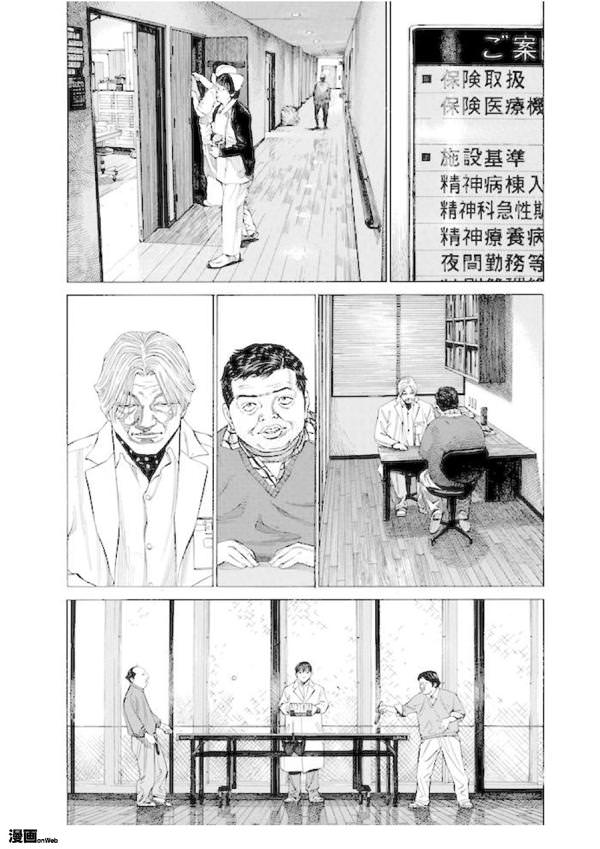 ご案
保険取扱
保険医療機
施設基準
精神病棟入
精神科急性期
精神療養病
夜間勤務等
漫画onWeb